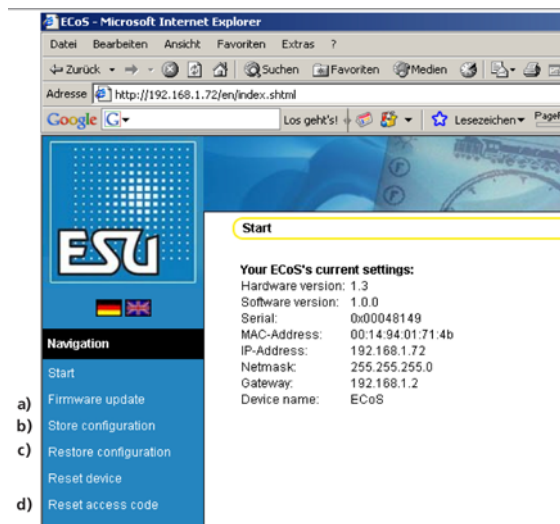 ECoS - Microsoft Internet Explorer
Datei Bearbeiten Ansicht Favoriten Extras ?
Zurück Suchen Favoriten Medien
Adresse http://192.168.1.72/en/index.shtml
Google G Los geht's! Lesezeichen PageR
ESU
Start
Your ECoS's current settings:
Hardware version: 1.3
Software version: 1.0.0
Serial: 0x00048149
MAC-Address: 00:14:94:01:71:4b
IP-Address: 192.168.1.72
Netmask: 255.255.255.0
Gateway: 192.168.1.2
Device name: ECoS
Navigation
Start
a) Firmware update
b) Store configuration
c) Restore configuration
Reset device
d) Reset access code